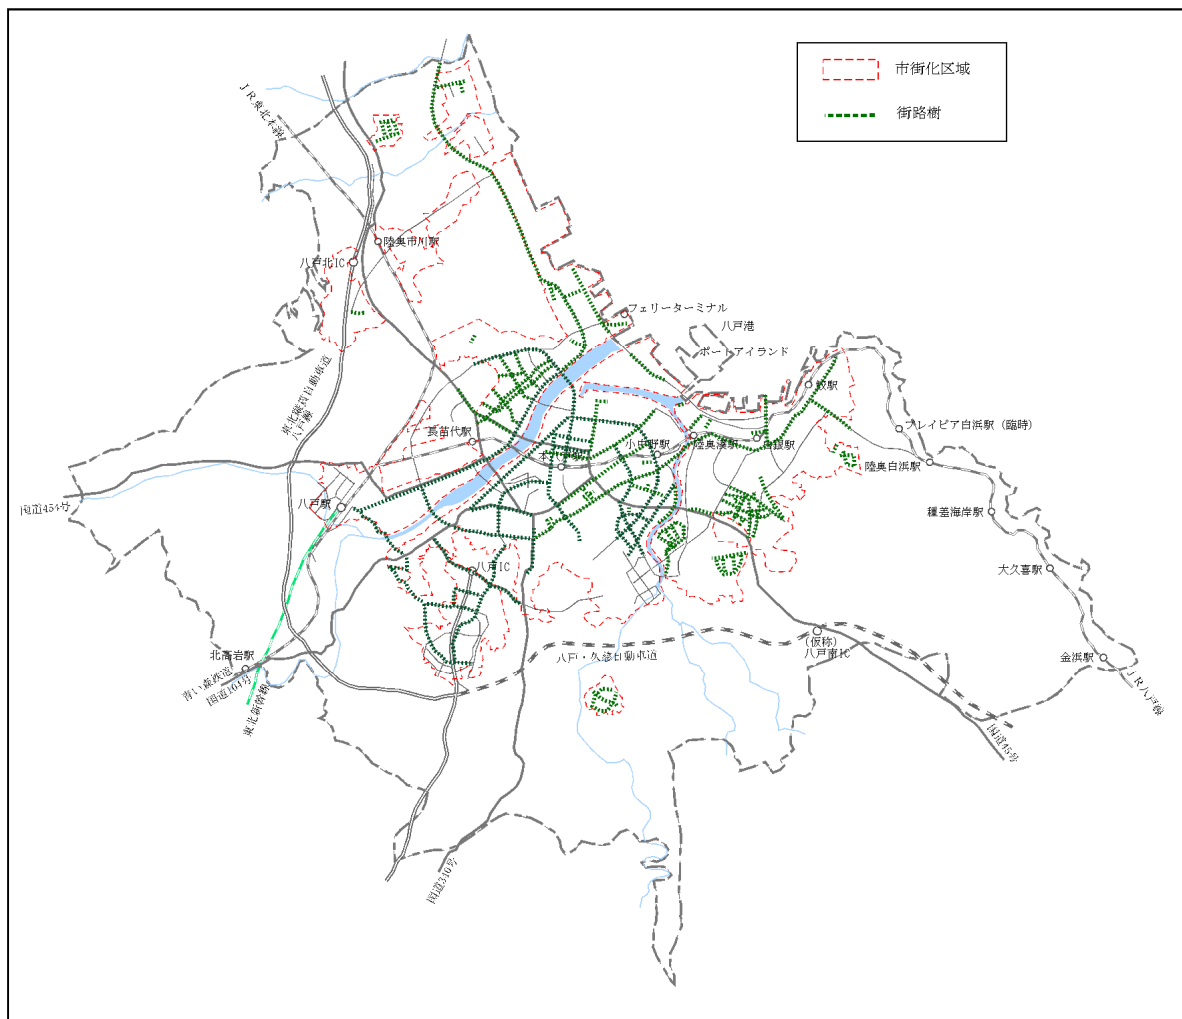 市街化区域
街路樹
JR東北本線
陸奥市川駅
八戸北IC
フェリーターミナル
八戸港
ポートアイランド
東北縦貫自動車道
八戸線
鮫駅
プレイピア白浜駅（臨時）
長苗代駅
小中野駅
陸奥湊駅
白銀駅
陸奥白浜駅
国道454号
八戸駅
種差海岸駅
八戸IC
大久喜駅
北高岩駅
八戸・久慈自動車道
（仮称）
八戸南IC
金浜駅
青い森鉄道
国道104号
東北新幹線
JR八戸線
国道45号
国道340号